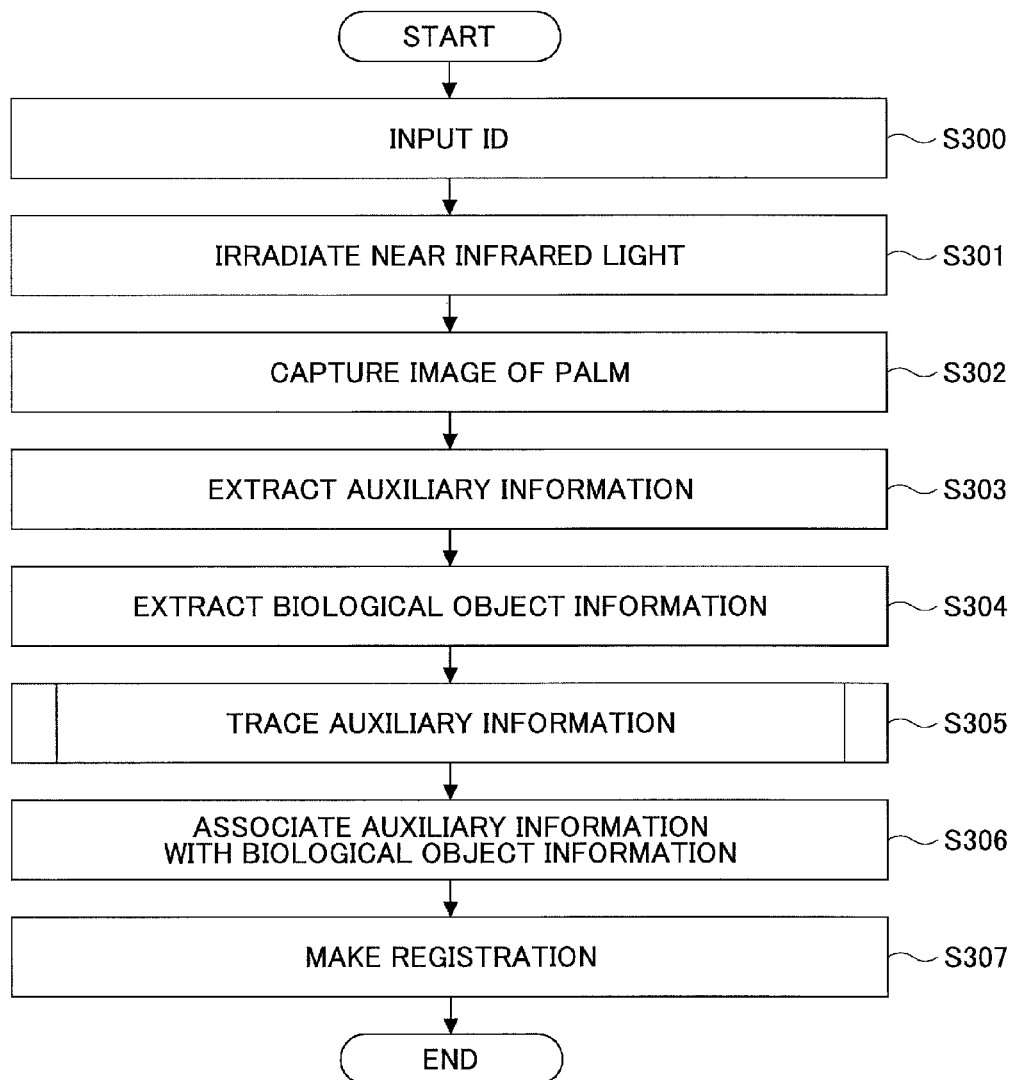 START
INPUT ID
S300
IRRADIATE NEAR INFRARED LIGHT
S301
CAPTURE IMAGE OF PALM
S302
EXTRACT AUXILIARY INFORMATION
S303
EXTRACT BIOLOGICAL OBJECT INFORMATION
S304
TRACE AUXILIARY INFORMATION
S305
ASSOCIATE AUXILIARY INFORMATION
WITH BIOLOGICAL OBJECT INFORMATION
S306
MAKE REGISTRATION
S307
END